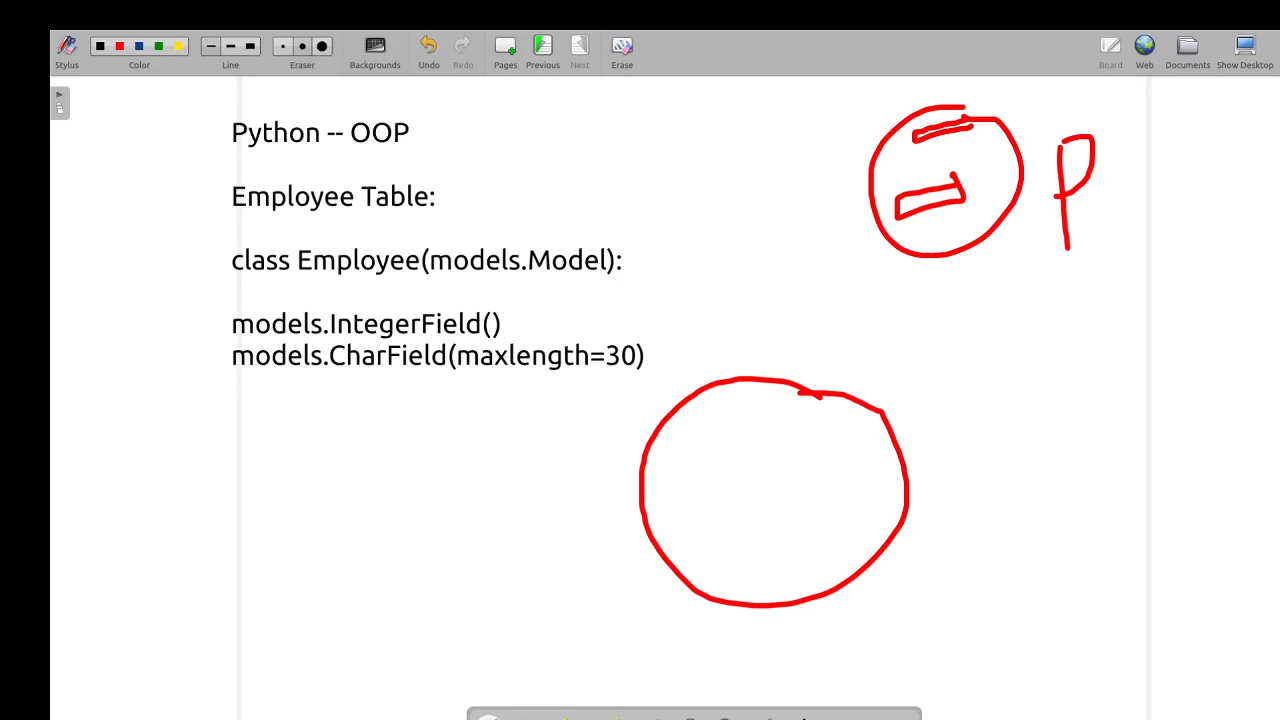 Stylus Color Line Eraser Backgrounds Undo Redo Pages Previous Next Erase Board Web Documents Show Desktop
Python -- OOP
P
Employee Table:
class Employee(models.Model):
models.IntegerField()
models.CharField(maxlength=30)